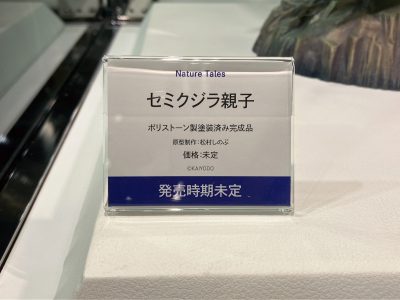 Nature Tales
セミクジラ親子
ポリストーン製塗装済み完成品
原型制作:松村しのぶ
価格:未定
©KAIYODO
発売時期未定